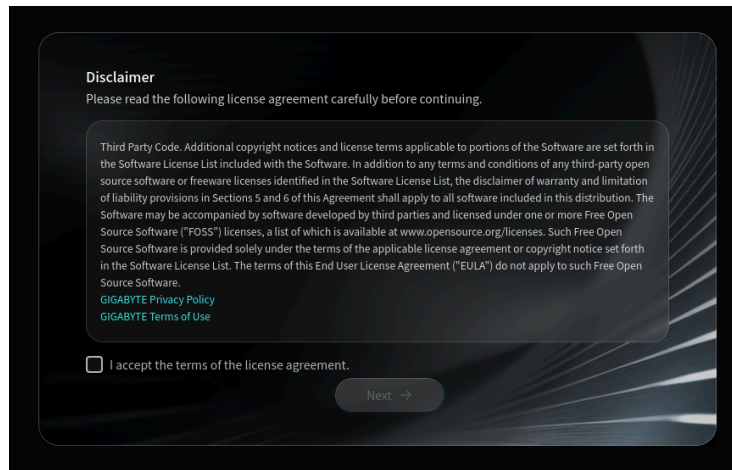 Disclaimer
Please read the following license agreement carefully before continuing.
Third Party Code. Additional copyright notices and license terms applicable to portions of the Software are set forth in
the Software License List included with the Software. In addition to any terms and conditions of any third-party open
source software or freeware licenses identified in the Software License List, the disclaimer of warranty and limitation
of liability provisions in Sections 5 and 6 of this Agreement shall apply to all software included in this distribution. The
Software may be accompanied by software developed by third parties and licensed under one or more Free Open
Source Software ("FOSS") licenses, a list of which is available at www.opensource.org/licenses. Such Free Open
Source Software is provided solely under the terms of the applicable license agreement or copyright notice set forth
in the Software License List. The terms of this End User License Agreement ("EULA") do not apply to such Free Open
Source Software.
GIGABYTE Privacy Policy
GIGABYTE Terms of Use
I accept the terms of the license agreement.
Next →